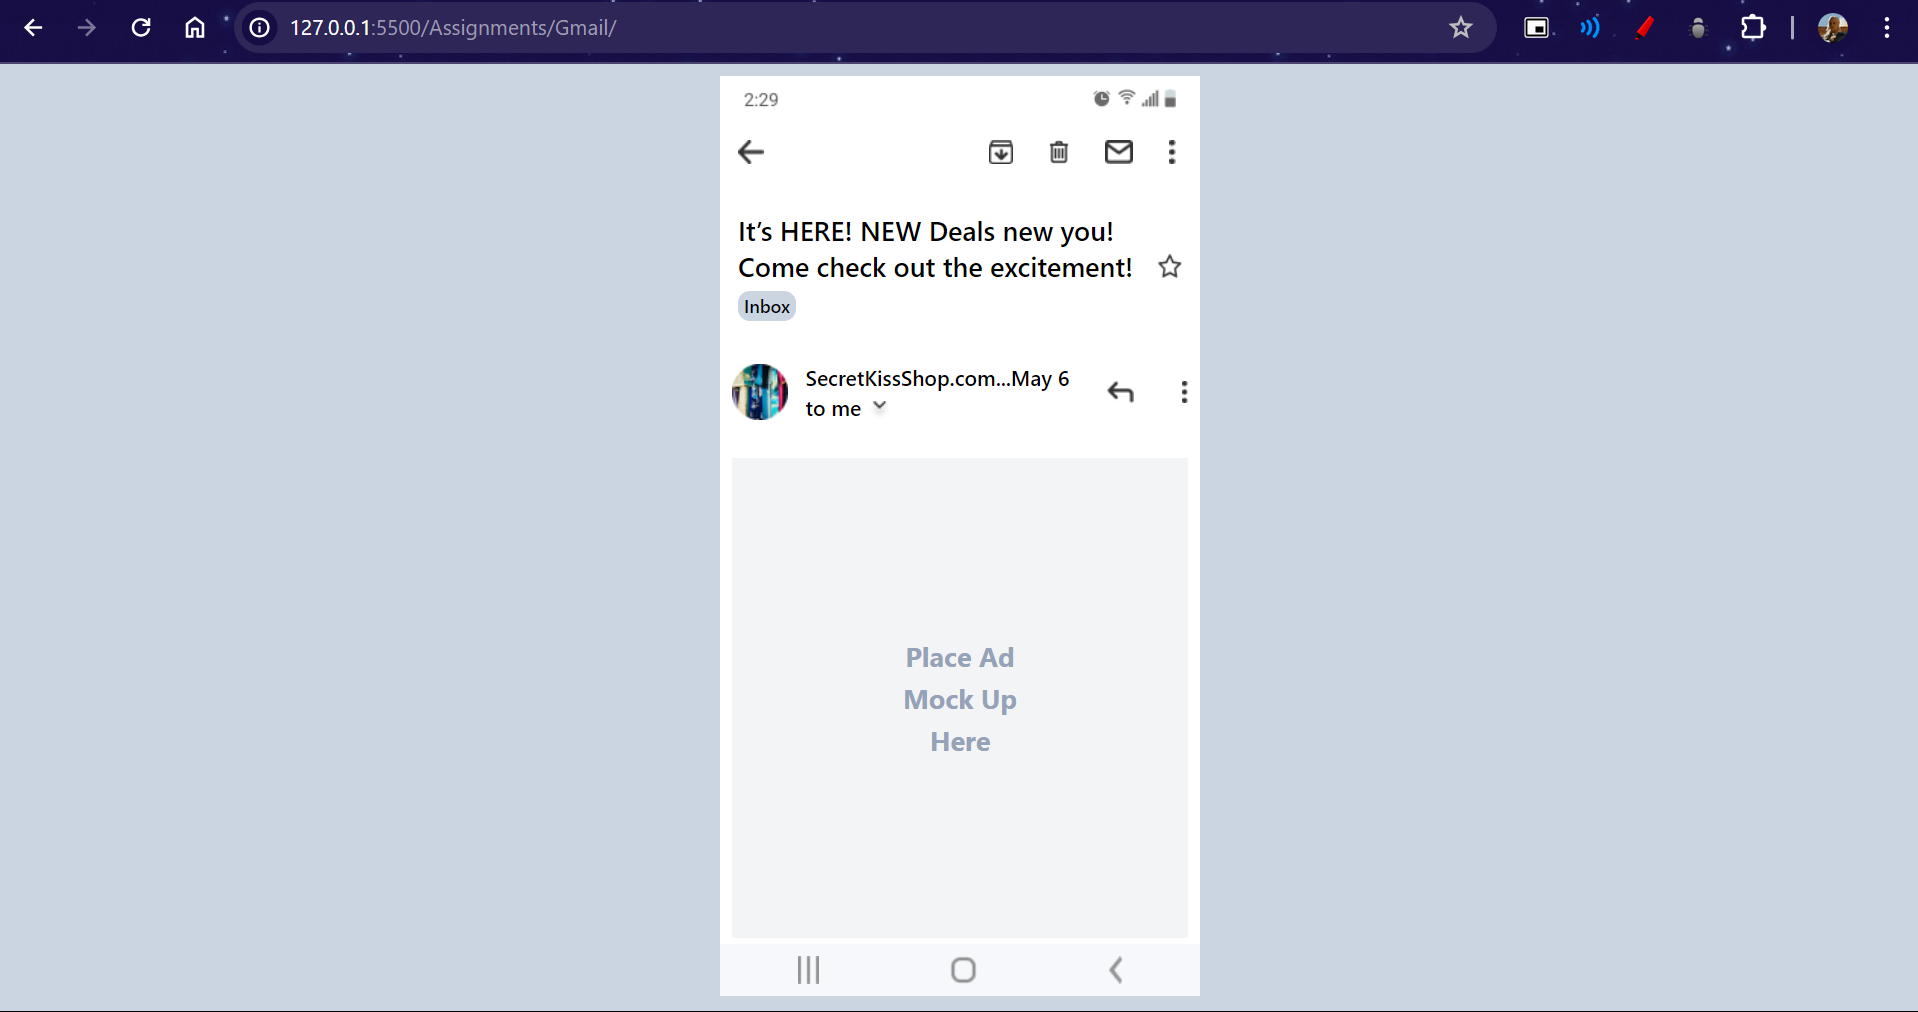 127.0.0.1:5500/Assignments/Gmail/
2:29
It’s HERE! NEW Deals new you!
Come check out the excitement!
Inbox
SecretKissShop.com...May 6
to me
Place Ad
Mock Up
Here